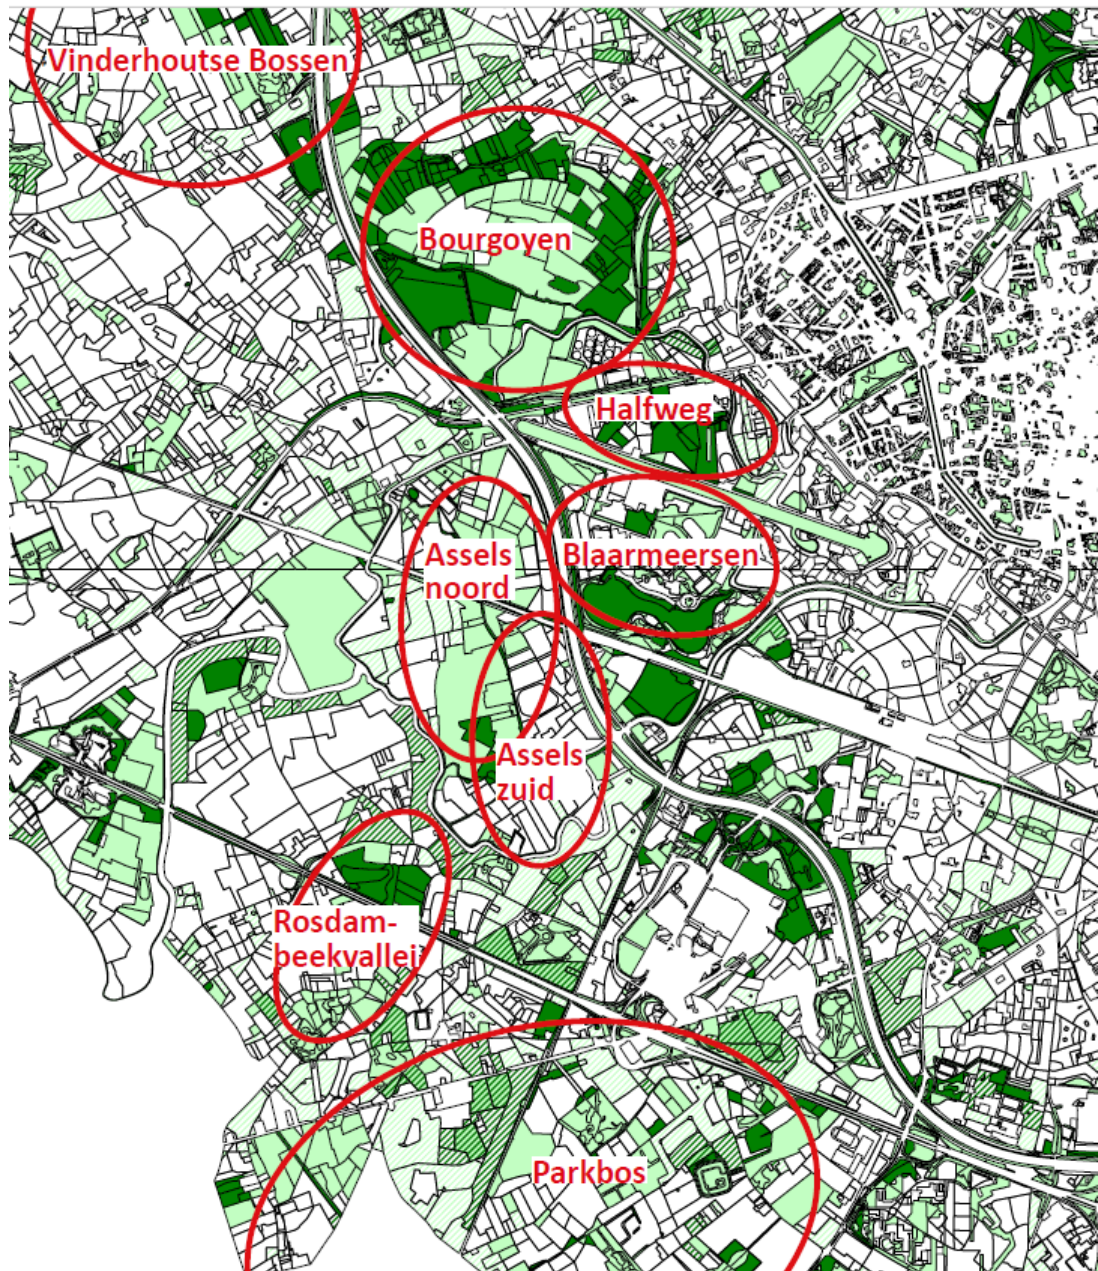 Vinderhoutse Bossen
Bourgoyen
Halfweg
Assels
noord
Blaarmeersen
Assels
zuid
Rosdam-
beekvallei
Parkbos